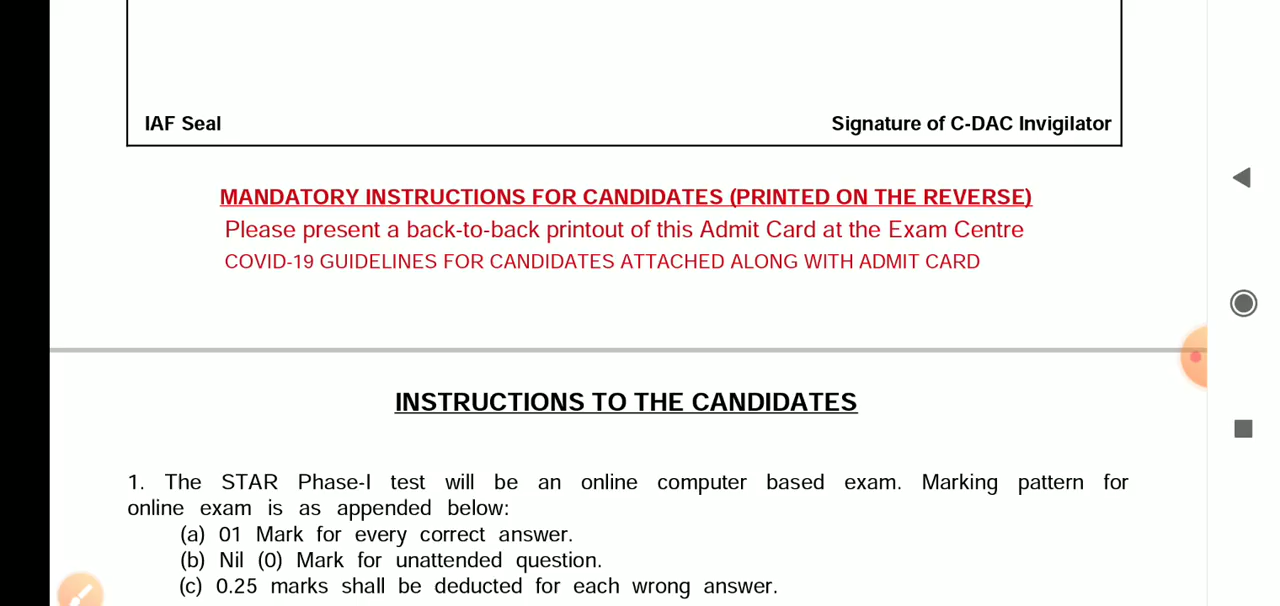 IAF Seal
Signature of C-DAC Invigilator
MANDATORY INSTRUCTIONS FOR CANDIDATES (PRINTED ON THE REVERSE)
Please present a back-to-back printout of this Admit Card at the Exam Centre
COVID-19 GUIDELINES FOR CANDIDATES ATTACHED ALONG WITH ADMIT CARD
INSTRUCTIONS TO THE CANDIDATES
1. The STAR Phase-I test will be an online computer based exam. Marking pattern for
online exam is as appended below:
(a) 01 Mark for every correct answer.
(b) Nil (0) Mark for unattended question.
(c) 0.25 marks shall be deducted for each wrong answer.